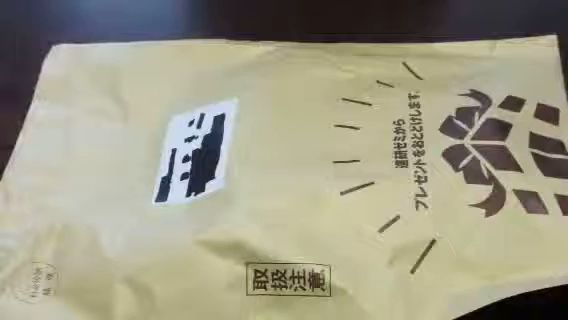 進研ゼミから
プレゼントをおとどけします。
取扱注意